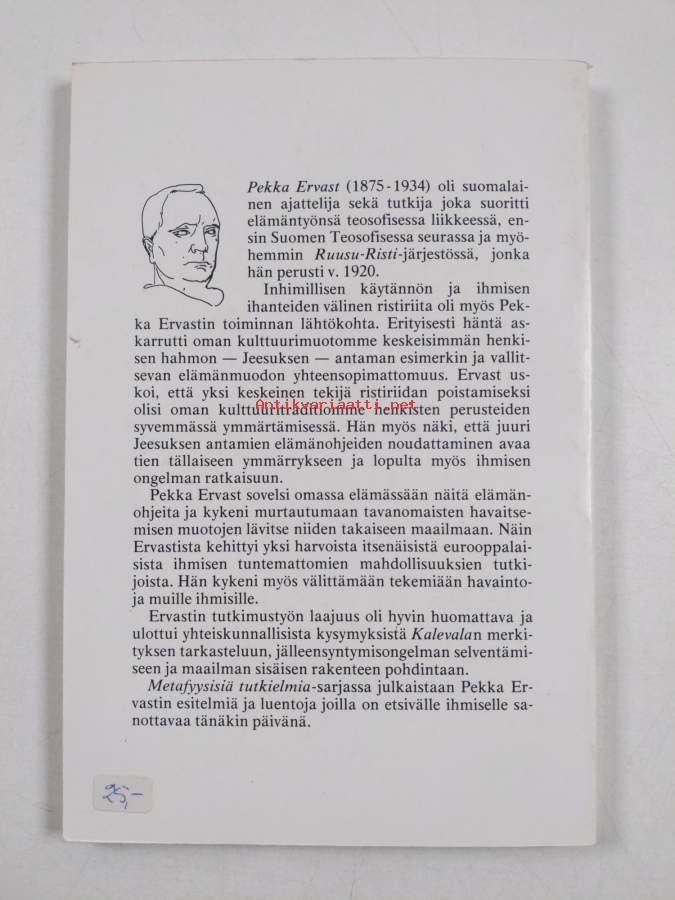 Pekka Ervast (1875-1934) oli suomalai-
nen ajattelija sekä tutkija joka suoritti
elämäntyönsä teosofisessa liikkeessä, en-
sin Suomen Teosofisessa seurassa ja myö-
hemmin Ruusu-Risti-järjestössä, jonka
hän perusti v. 1920.
Inhimillisen käytännön ja ihmisen
ihanteiden välinen ristiriita oli myös Pek-
ka Ervastin toiminnan lähtökohta. Erityisesti häntä as-
karrutti oman kulttuurimuotomme keskeisimmän henki-
sen hahmon — Jeesuksen — antaman esimerkin ja vallit-
sevan elämänmuodon yhteensopimattomuus. Ervast us-
koi, että yksi keskeinen tekijä ristiriidan poistamiseksi
olisi oman kulttuuritraditiomme henkisten perusteiden
Antikvariaatti.net
syvemmässä ymmärtämisessä. Hän myös näki, että juuri
Jeesuksen antamien elämänohjeiden noudattaminen avaa
tien tällaiseen ymmärrykseen ja lopulta myös ihmisen
ongelman ratkaisuun.
Pekka Ervast sovelsi omassa elämässään näitä elämän-
ohjeita ja kykeni murtautumaan tavanomaisten havaitse-
misen muotojen lävitse niiden takaiseen maailmaan. Näin
Ervastista kehittyi yksi harvoista itsenäisistä eurooppalai-
sista ihmisen tuntemattomien mahdollisuuksien tutki-
joista. Hän kykeni myös välittämään tekemiään havainto-
ja muille ihmisille.
Ervastin tutkimustyön laajuus oli hyvin huomattava ja
ulottui yhteiskunnallisista kysymyksistä Kalevalan merki-
tyksen tarkasteluun, jälleensyntymisongelman selventämi-
seen ja maailman sisäisen rakenteen pohdintaan.
Metafyysisiä tutkielmia-sarjassa julkaistaan Pekka Er-
vastin esitelmiä ja luentoja joilla on etsivälle ihmiselle sa-
nottavaa tänäkin päivänä.
25,-